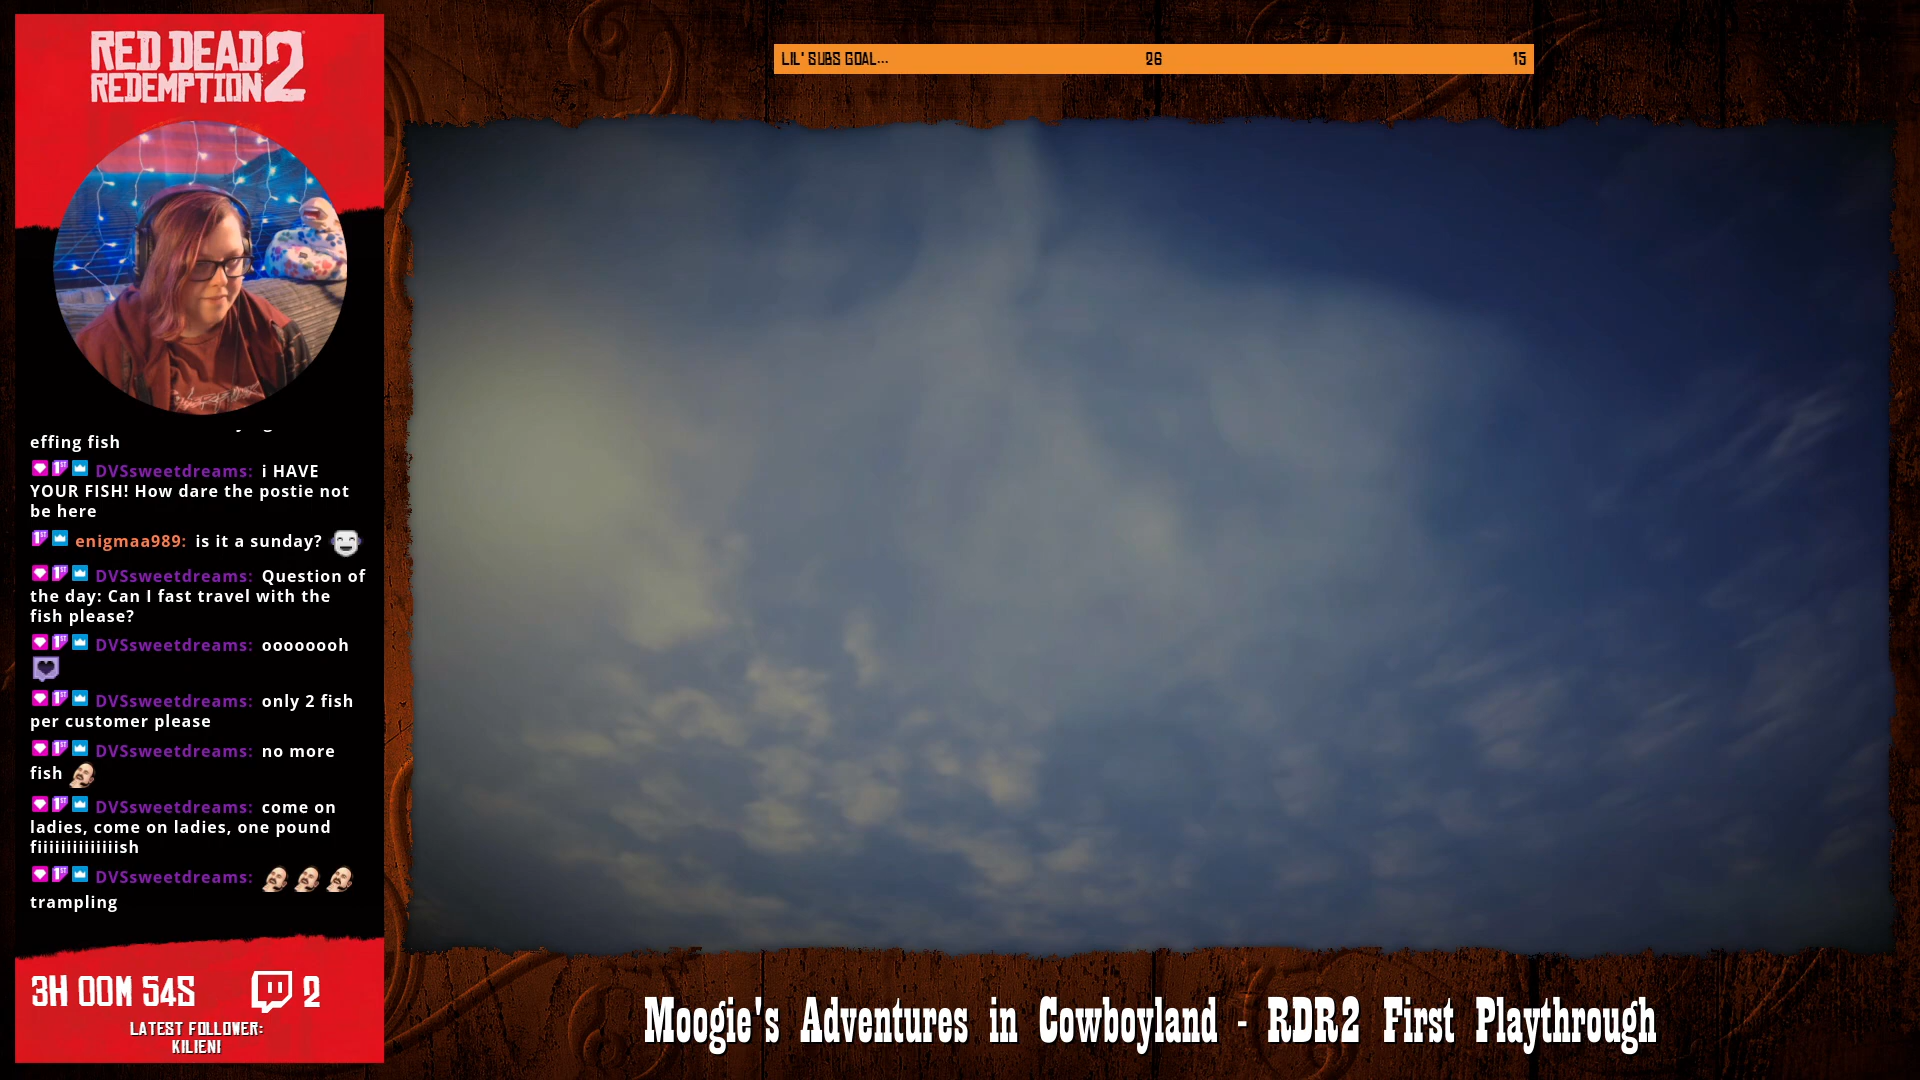 RED DEAD
REDEMPTION 2
LIL' SUBS GOAL...
26
15
effing fish
DVSsweetdreams: i HAVE
YOUR FISH! How dare the postie not
be here
enigmaa989: is it a sunday?
DVSsweetdreams: Question of
the day: Can I fast travel with the
fish please?
DVSsweetdreams: oooooooh
DVSsweetdreams: only 2 fish
per customer please
DVSsweetdreams: no more
fish
DVSsweetdreams: come on
ladies, come on ladies, one pound
fiiiiiiiiiiiiish
DVSsweetdreams:
trampling
3H 00M 54S
2
LATEST FOLLOWER:
KILIENI
Moogie's Adventures in Cowboyland - RDR2 First Playthrough